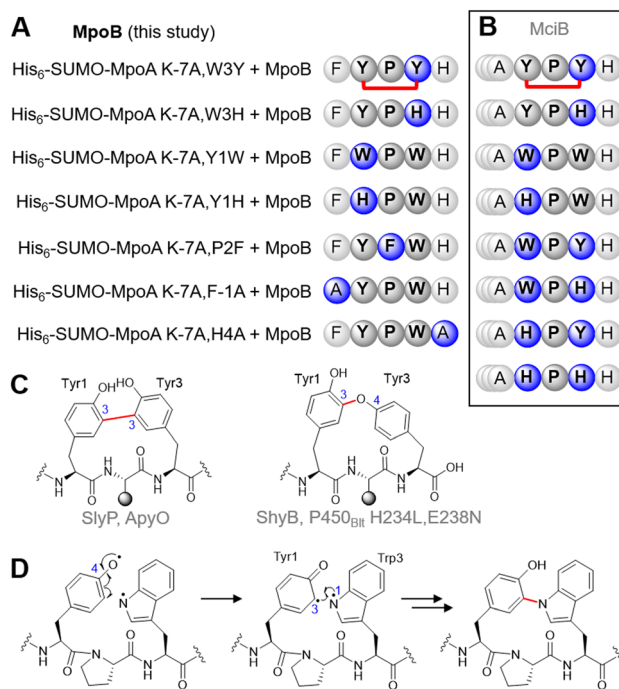 A MpoB (this study)
His6-SUMO-MpoA K-7A,W3Y + MpoB F Y P Y H
His6-SUMO-MpoA K-7A,W3H + MpoB F Y P H H
His6-SUMO-MpoA K-7A,Y1W + MpoB F W P W H
His6-SUMO-MpoA K-7A,Y1H + MpoB F H P W H
His6-SUMO-MpoA K-7A,P2F + MpoB F Y F W H
His6-SUMO-MpoA K-7A,F-1A + MpoB A Y P W H
His6-SUMO-MpoA K-7A,H4A + MpoB F Y P W A
B MciB
A Y P Y H
A Y P H H
A W P W H
A H P W H
A W P Y H
A W P H H
A H P Y H
A H P H H
C
Tyr1 OH HO Tyr3
3
3
N
H
O
H
N
O
N
H
O
SlyP, ApyO
OH
Tyr1 Tyr3
3 O 4
N
H
O
H
N
O
N
H
O
OH
ShyB, P450Blt H234L,E238N
D
4 O
N
N
H
O
N
O
N
H
O
Tyr1 O Trp3
3 1
N
N
H
O
N
O
N
H
O
OH
N
N
H
O
N
O
N
H
O